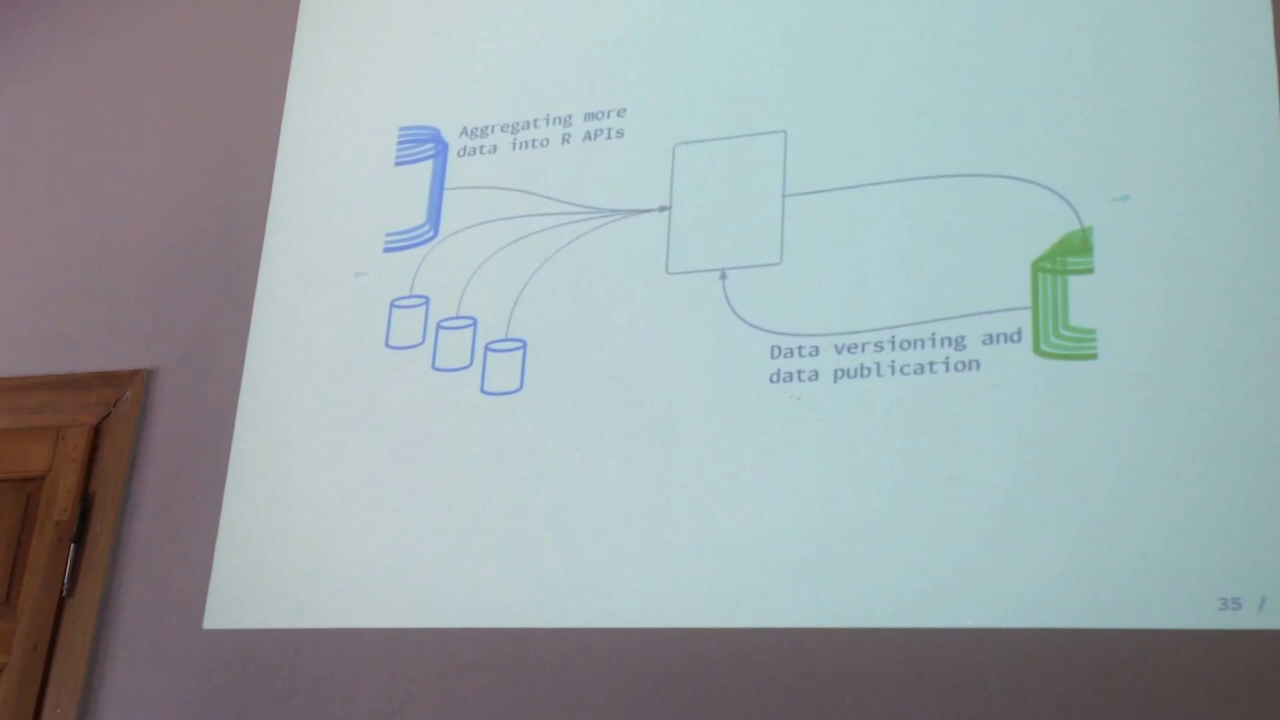 Aggregating more
data into R APIs
Data versioning and
data publication
35 /